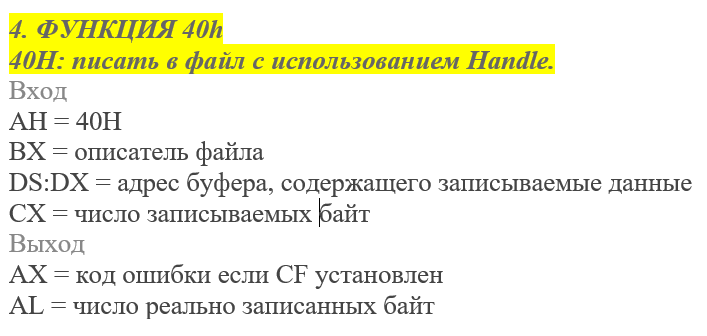 4. ФУНКЦИЯ 40h
40H: писать в файл с использованием Handle.
Вход
AH = 40H
BX = описатель файла
DS:DX = адрес буфера, содержащего записываемые данные
CX = число записываемых байт
Выход
AX = код ошибки если CF установлен
AL = число реально записанных байт